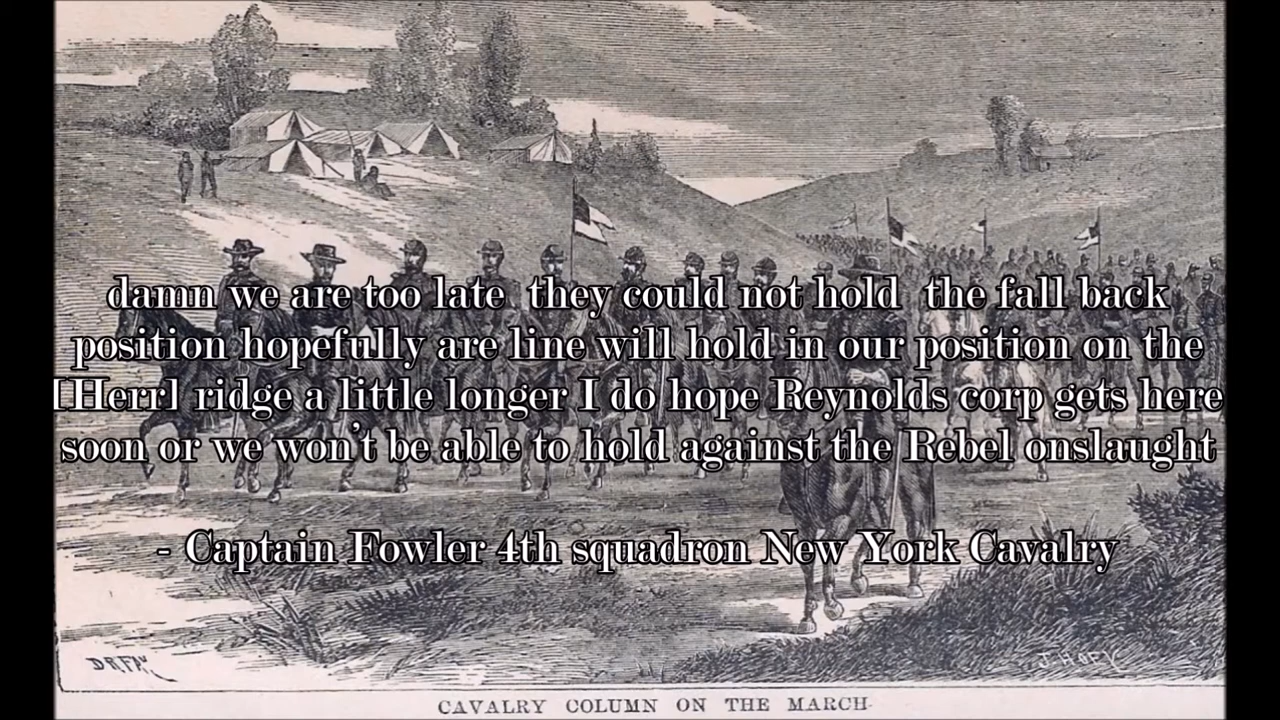 damn we are too late they could not hold the fall back
position hopefully are line will hold in our position on the
[Herr] ridge a little longer I do hope Reynolds corp gets here
soon or we won't be able to hold against the Rebel onslaught
- Captain Fowler 4th squadron New York Cavalry
CAVALRY COLUMN ON THE MARCH